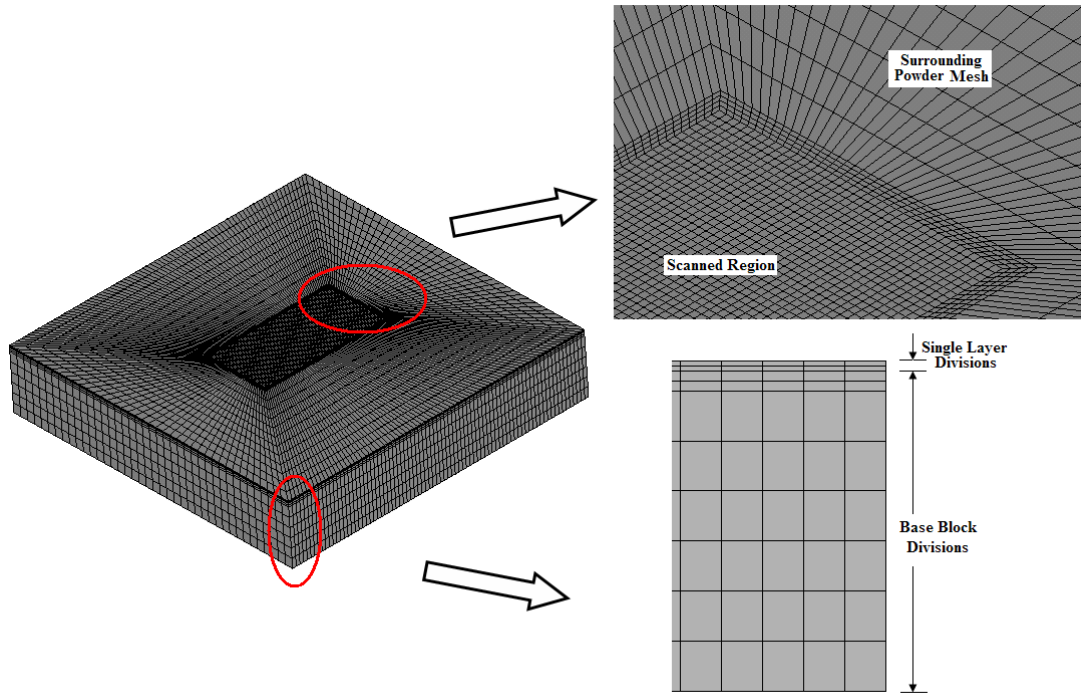 Surrounding
Powder Mesh
Scanned Region
Single Layer
Divisions
Base Block
Divisions